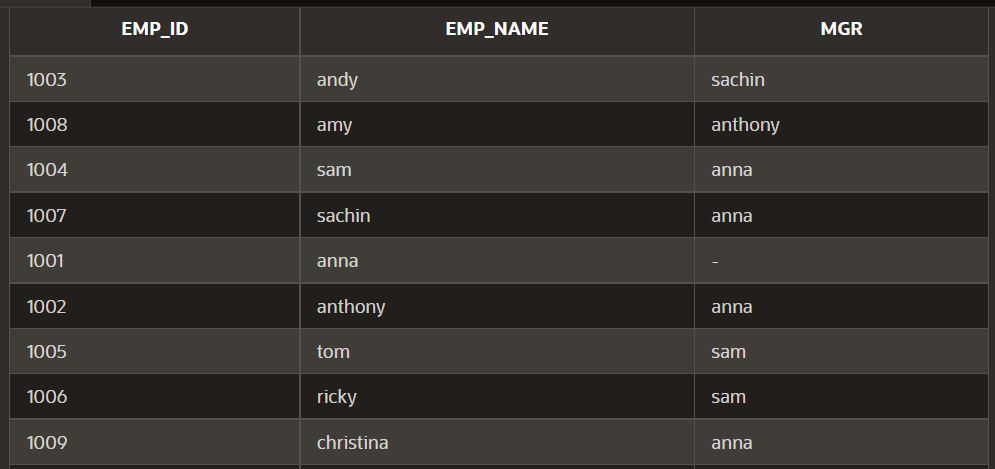 EMP_ID EMP_NAME MGR
1003 andy sachin
1008 amy anthony
1004 sam anna
1007 sachin anna
1001 anna -
1002 anthony anna
1005 tom sam
1006 ricky sam
1009 christina anna